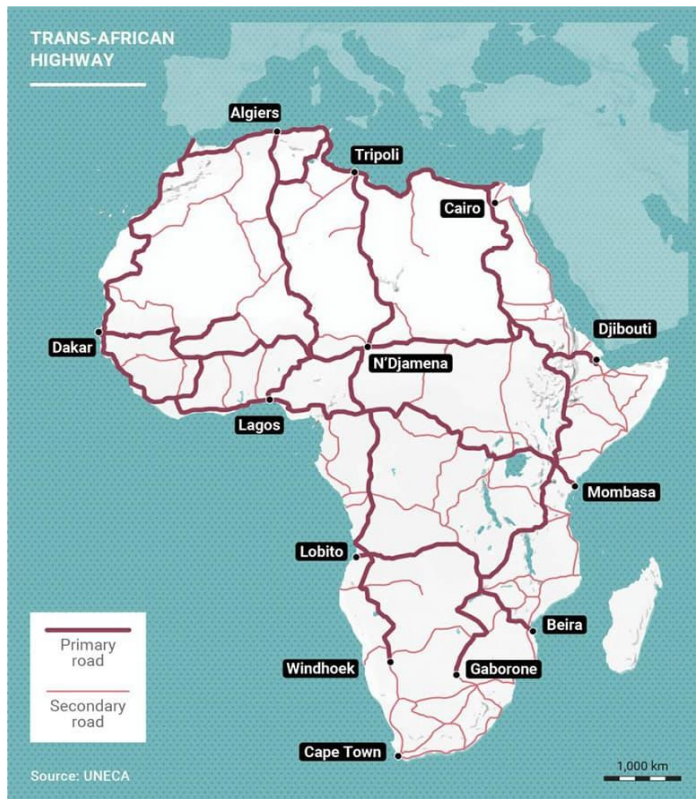 TRANS-AFRICAN
HIGHWAY
Algiers
Tripoli
Cairo
Dakar
N'Djamena
Djibouti
Lagos
Mombasa
Lobito
Beira
Windhoek
Gaborone
Cape Town
Primary
road
Secondary
road
Source: UNECA
1,000 km